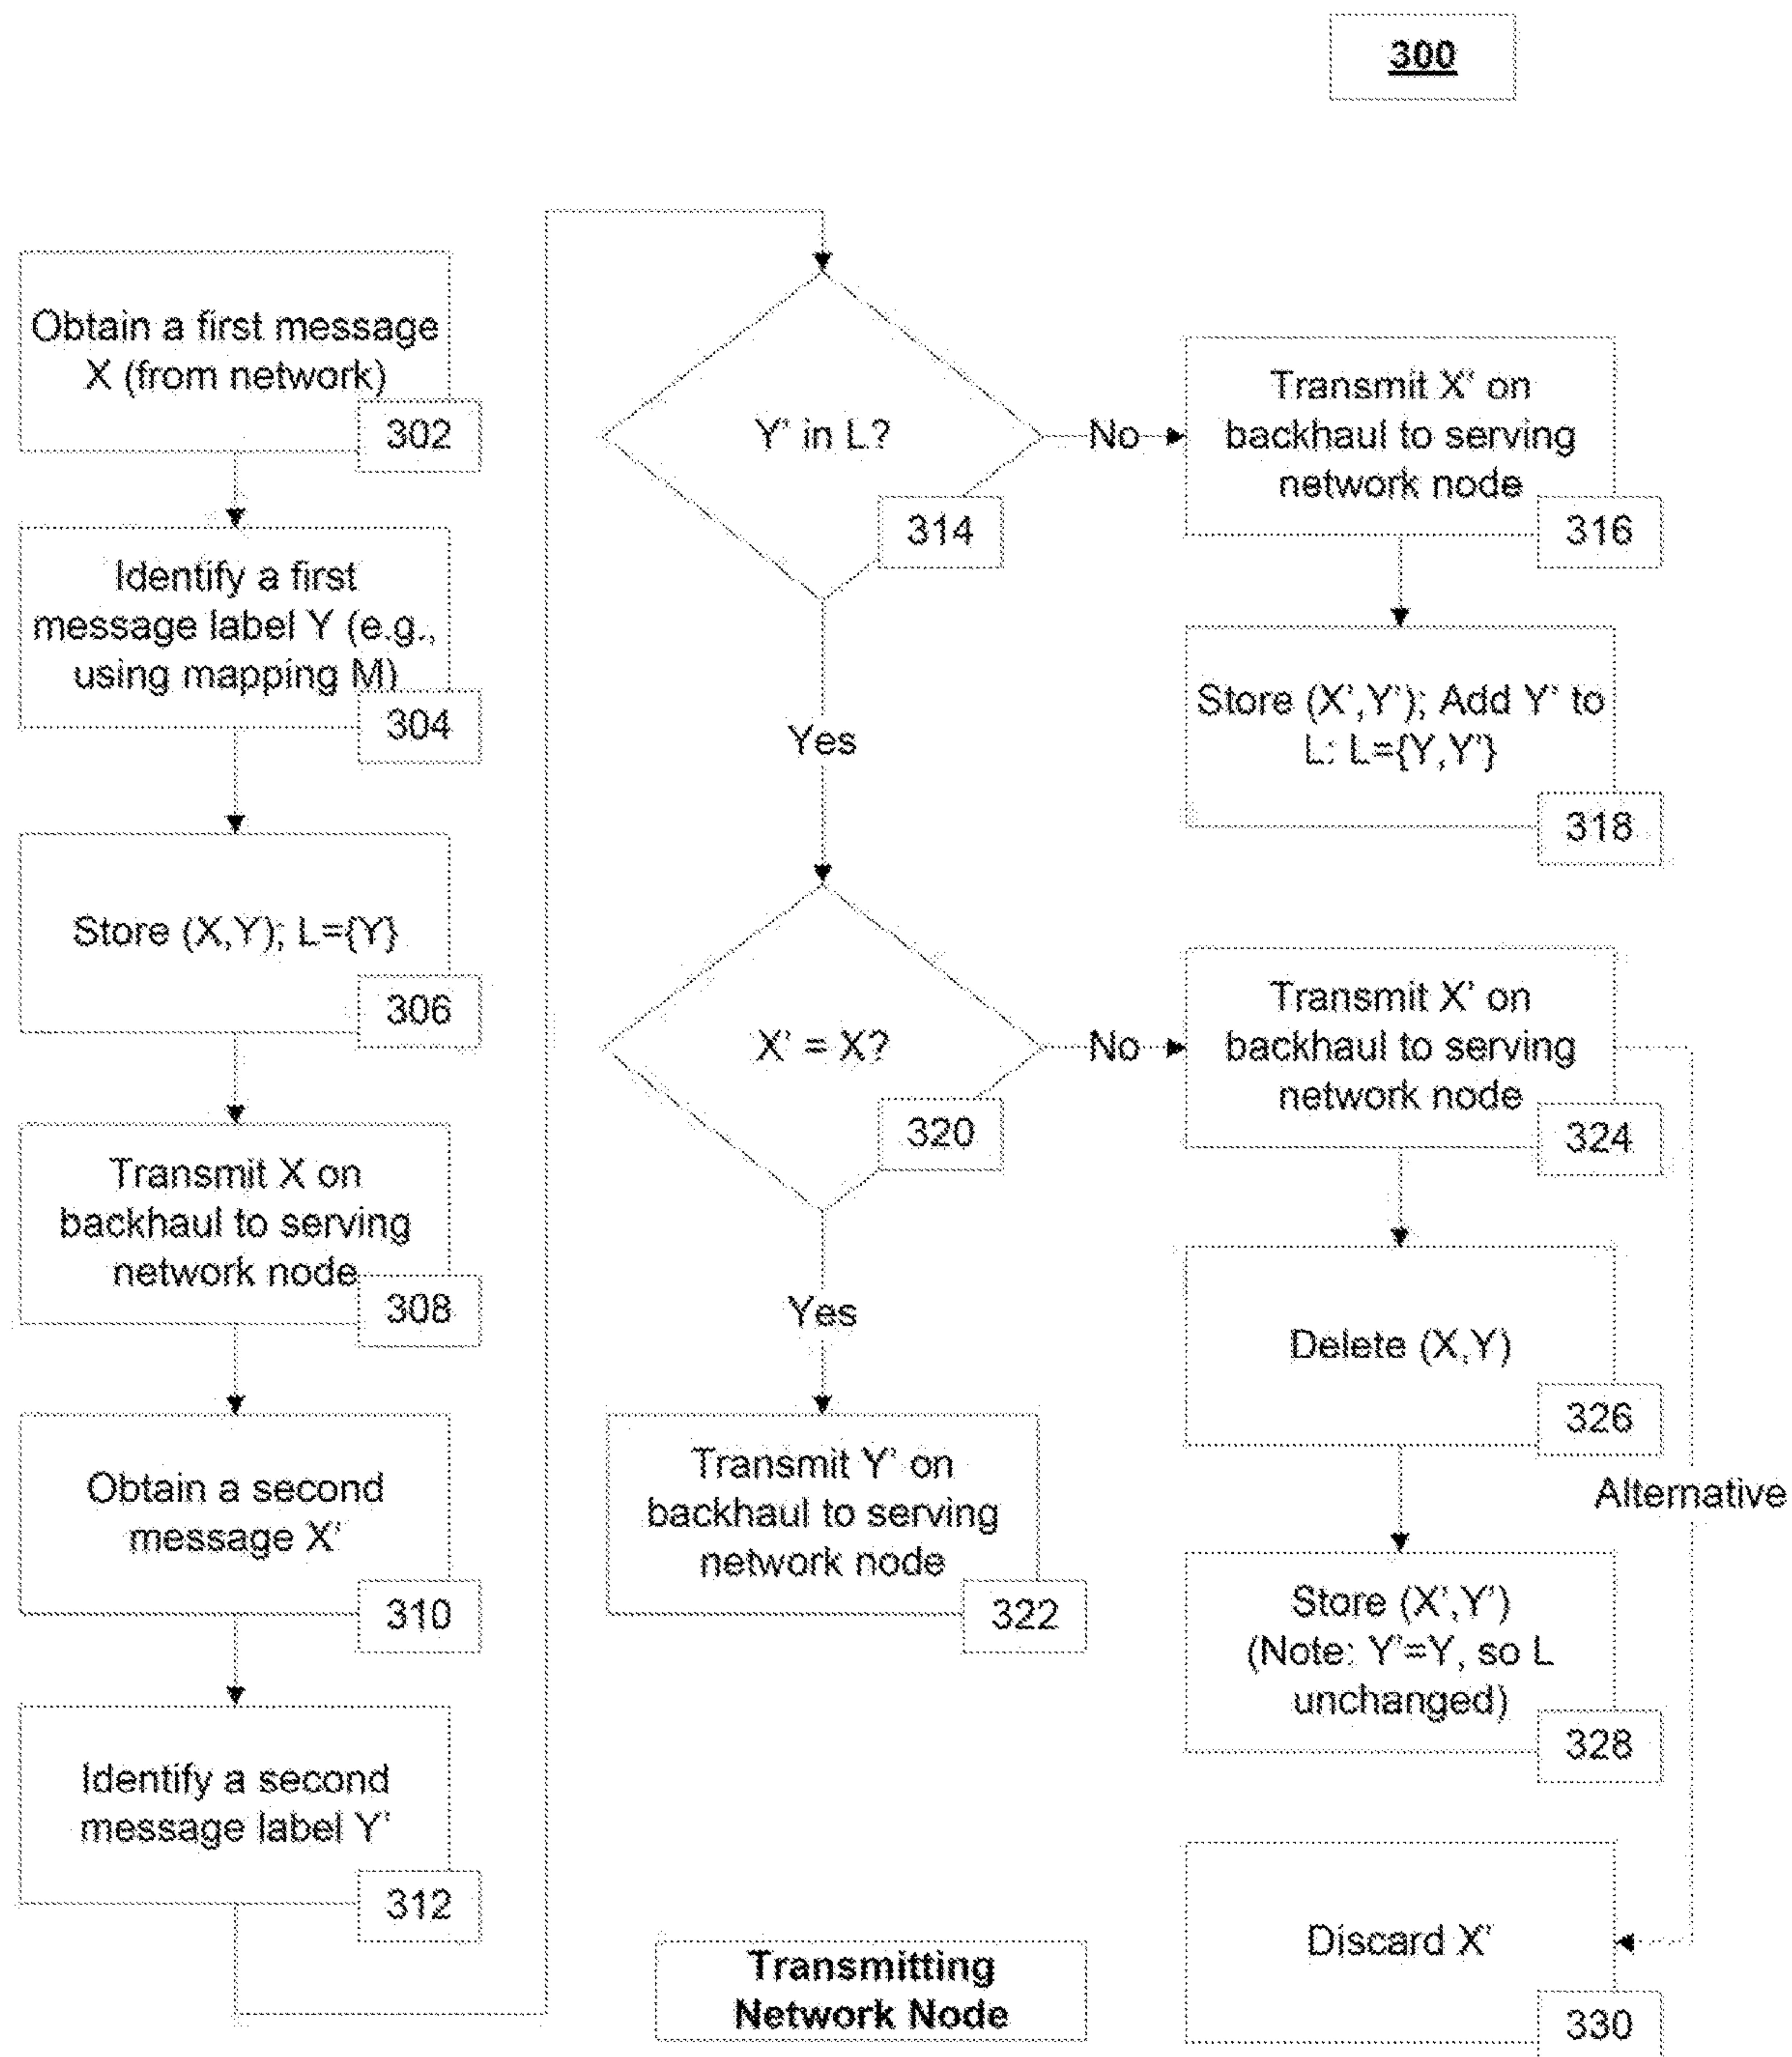 300
Obtain a first message
X (from network)
302
Identify a first
message label Y (e.g.,
using mapping M)
304
Store (X,Y); L={Y}
306
Transmit X on
backhaul to serving
network node
308
Obtain a second
message X'
310
Identify a second
message label Y'
312
Y' in L?
314
No
Transmit X' on
backhaul to serving
network node
316
Store (X',Y'); Add Y' to
L: L={Y,Y'}
318
Yes
X' = X?
320
No
Transmit X' on
backhaul to serving
network node
324
Yes
Transmit Y' on
backhaul to serving
network node
322
Delete (X,Y)
326
Alternative
Store (X',Y')
(Note: Y'=Y, so L
unchanged)
328
Discard X'
330
Transmitting
Network Node